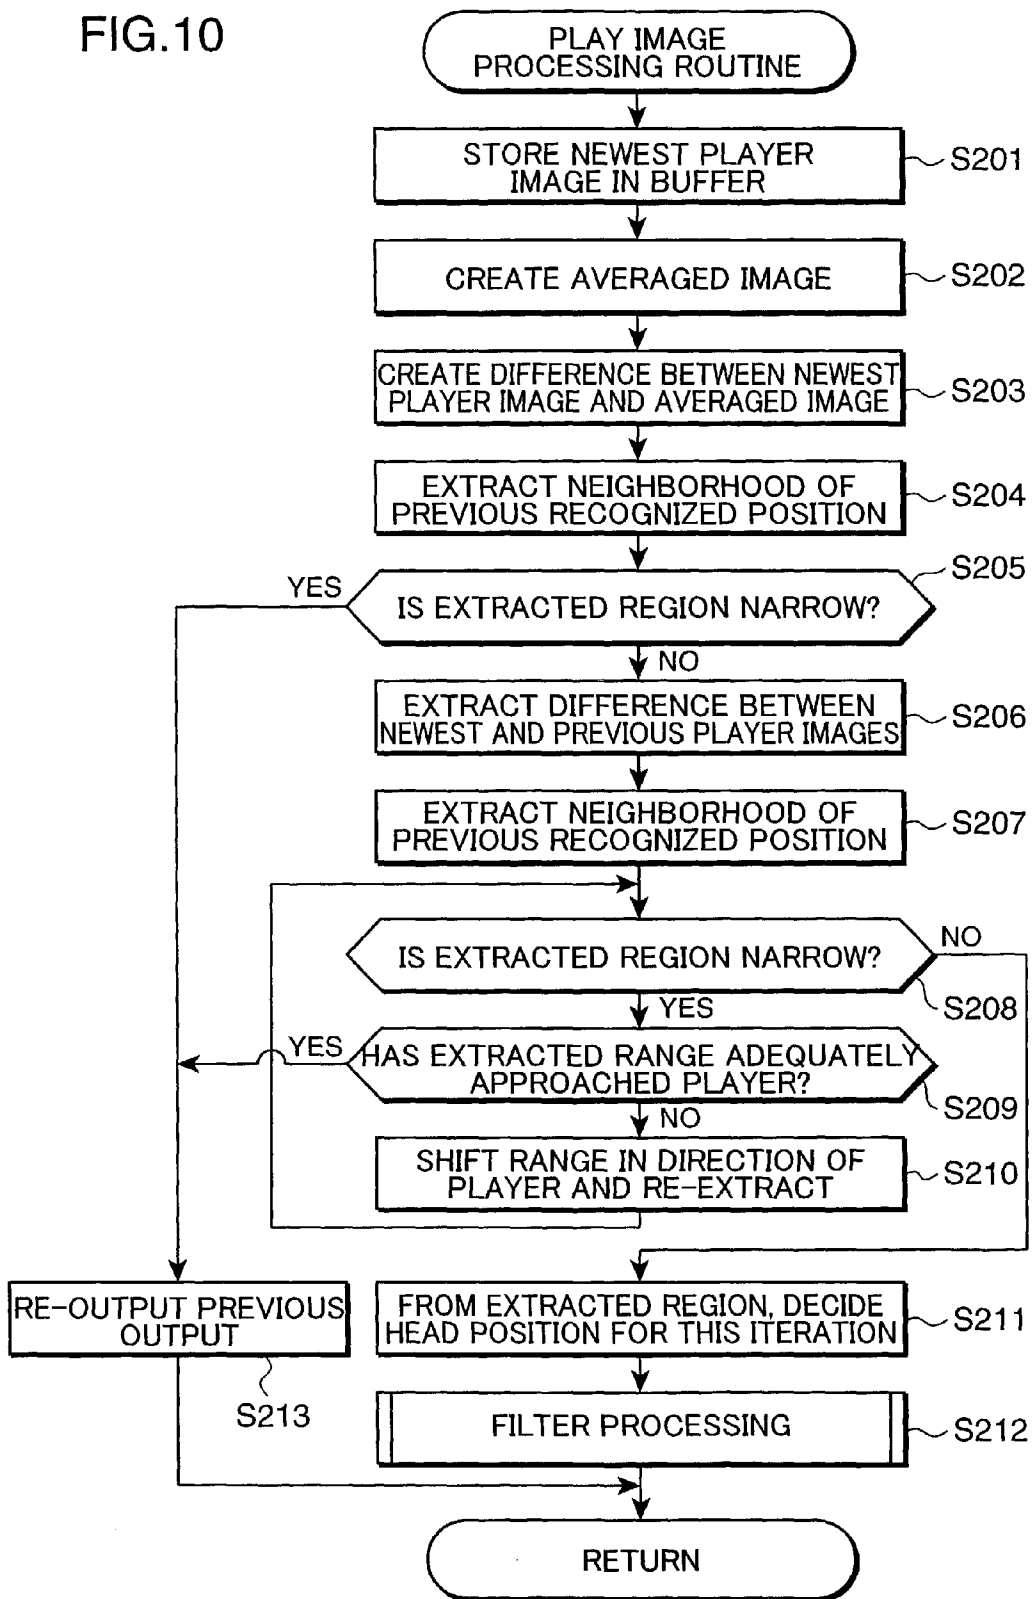 FIG.10
PLAY IMAGE
PROCESSING ROUTINE
STORE NEWEST PLAYER
IMAGE IN BUFFER
S201
CREATE AVERAGED IMAGE
S202
CREATE DIFFERENCE BETWEEN NEWEST
PLAYER IMAGE AND AVERAGED IMAGE
S203
EXTRACT NEIGHBORHOOD OF
PREVIOUS RECOGNIZED POSITION
S204
S205
YES
IS EXTRACTED REGION NARROW?
NO
EXTRACT DIFFERENCE BETWEEN
NEWEST AND PREVIOUS PLAYER IMAGES
S206
EXTRACT NEIGHBORHOOD OF
PREVIOUS RECOGNIZED POSITION
S207
IS EXTRACTED REGION NARROW?
NO
S208
YES
YES
HAS EXTRACTED RANGE ADEQUATELY
APPROACHED PLAYER?
S209
NO
SHIFT RANGE IN DIRECTION OF
PLAYER AND RE-EXTRACT
S210
RE-OUTPUT PREVIOUS
OUTPUT
S213
FROM EXTRACTED REGION, DECIDE
HEAD POSITION FOR THIS ITERATION
S211
FILTER PROCESSING
S212
RETURN